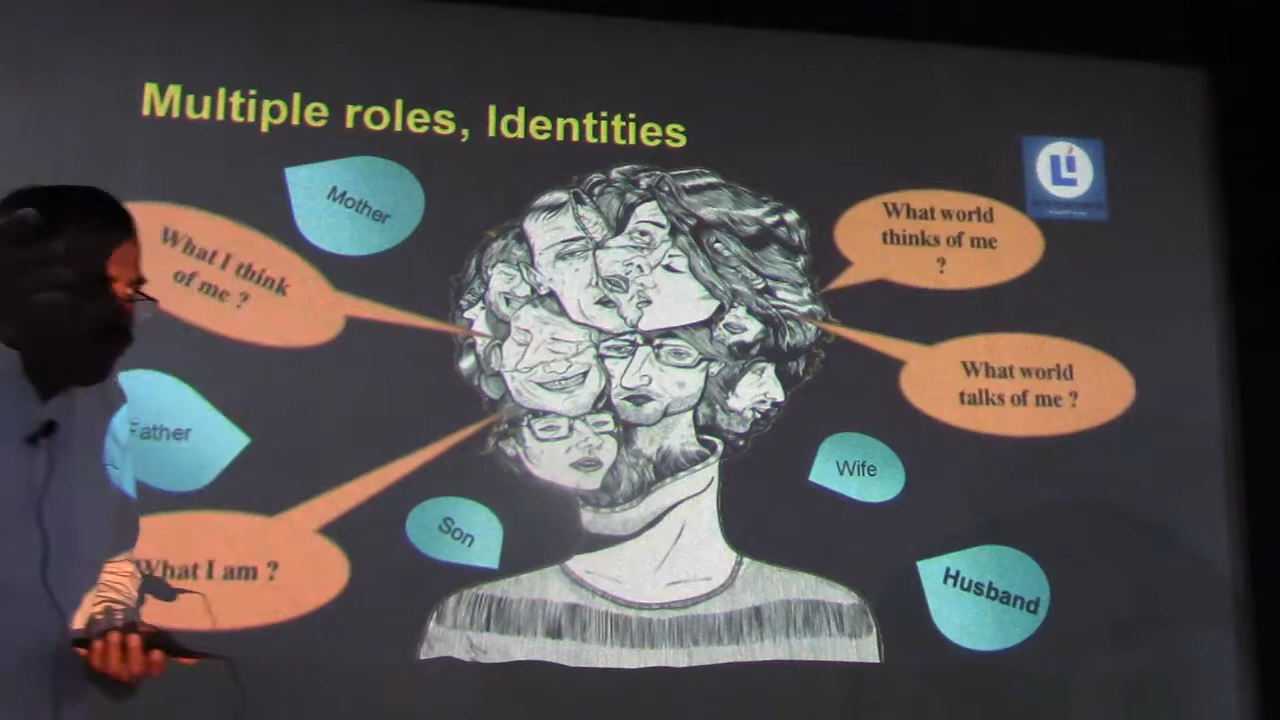 Multiple roles, Identities
Mother
What I think
of me ?
What world
thinks of me
?
What world
talks of me ?
Father
Wife
Son
What I am ?
Husband